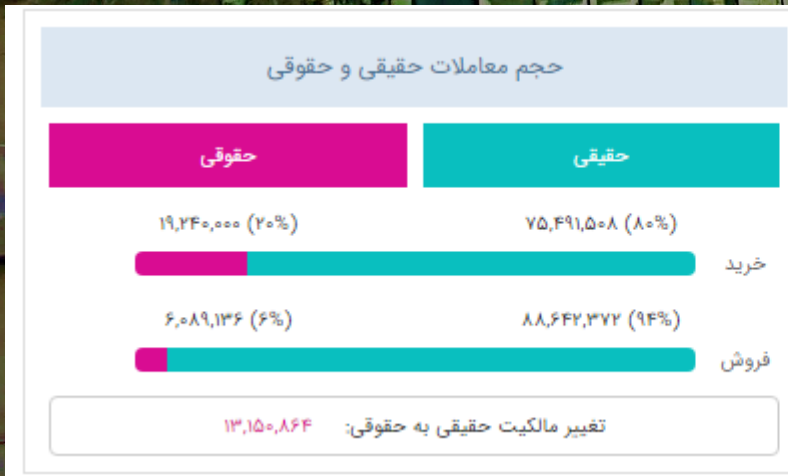 حجم معاملات حقیقی و حقوقی
حقیقی حقوقی
۷۵,۴۹۱,۵۰۸ (۸۰%) ۱۹,۲۴۰,۰۰۰ (۲۰%)
خرید
۸۸,۶۴۲,۳۷۲ (۹۴%) ۶,۰۸۹,۱۳۶ (۶%)
فروش
تغییر مالکیت حقیقی به حقوقی: ۱۳,۱۵۰,۸۶۴